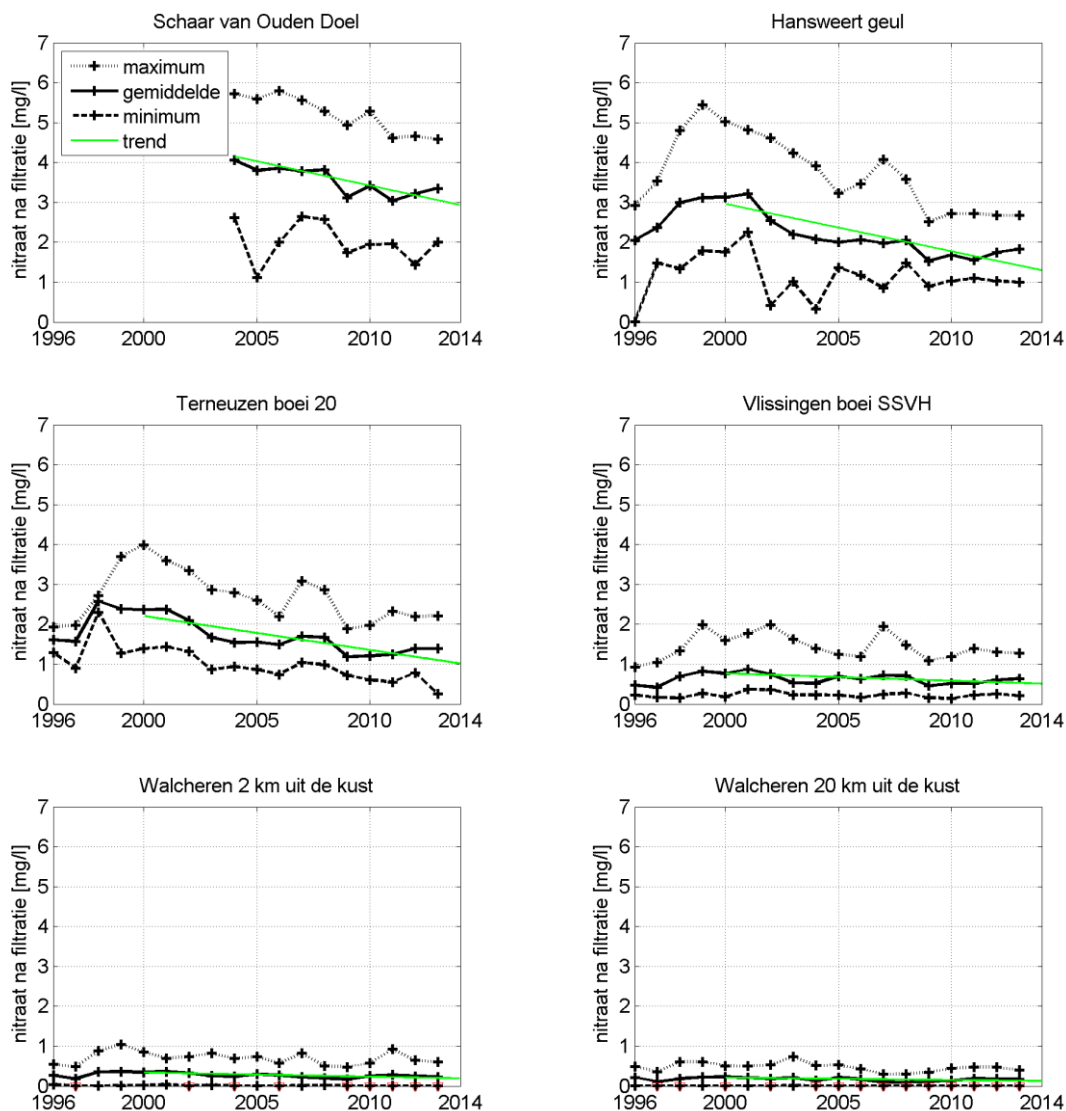 Schaar van Ouden Doel
nitraat na filtratie [mg/l]
7
6
5
4
3
2
1
0
maximum
gemiddelde
minimum
trend
1996 2000 2005 2010 2014
Hansweert geul
nitraat na filtratie [mg/l]
7
6
5
4
3
2
1
0
1996 2000 2005 2010 2014
Terneuzen boei 20
nitraat na filtratie [mg/l]
7
6
5
4
3
2
1
0
1996 2000 2005 2010 2014
Vlissingen boei SSVH
nitraat na filtratie [mg/l]
7
6
5
4
3
2
1
0
1996 2000 2005 2010 2014
Walcheren 2 km uit de kust
nitraat na filtratie [mg/l]
7
6
5
4
3
2
1
0
1996 2000 2005 2010 2014
Walcheren 20 km uit de kust
nitraat na filtratie [mg/l]
7
6
5
4
3
2
1
0
1996 2000 2005 2010 2014